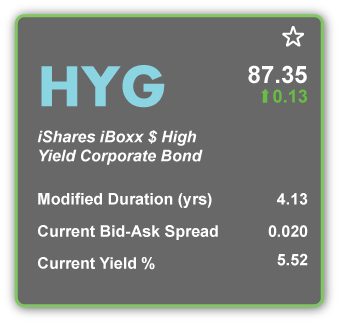 HYG
87.35
0.13
iShares iBoxx $ High
Yield Corporate Bond
Modified Duration (yrs) 4.13
Current Bid-Ask Spread 0.020
Current Yield % 5.52